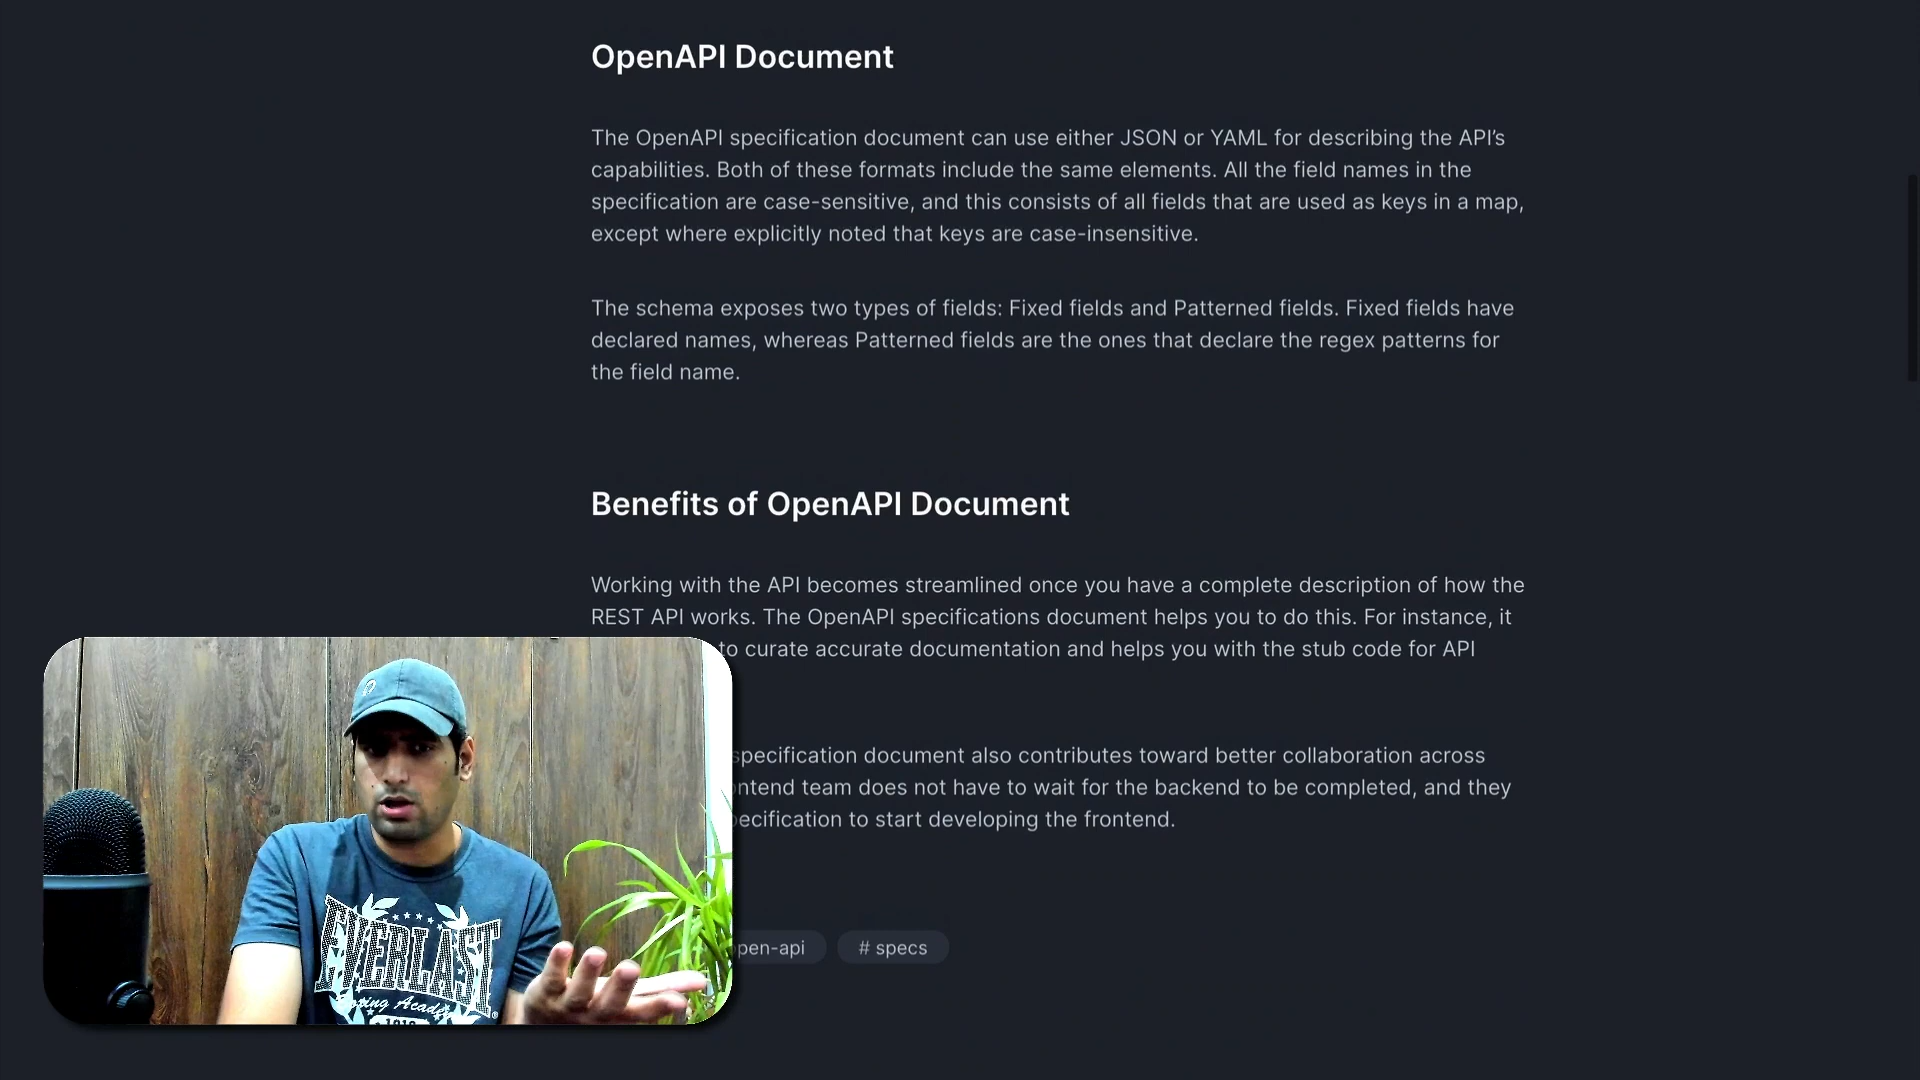 OpenAPI Document
The OpenAPI specification document can use either JSON or YAML for describing the API’s
capabilities. Both of these formats include the same elements. All the field names in the
specification are case-sensitive, and this consists of all fields that are used as keys in a map,
except where explicitly noted that keys are case-insensitive.
The schema exposes two types of fields: Fixed fields and Patterned fields. Fixed fields have
declared names, whereas Patterned fields are the ones that declare the regex patterns for
the field name.
Benefits of OpenAPI Document
Working with the API becomes streamlined once you have a complete description of how the
REST API works. The OpenAPI specifications document helps you to do this. For instance, it
to curate accurate documentation and helps you with the stub code for API
specification document also contributes toward better collaboration across
team does not have to wait for the backend to be completed, and they
to start developing the frontend.
open-api
# specs
EVERLAST
1910